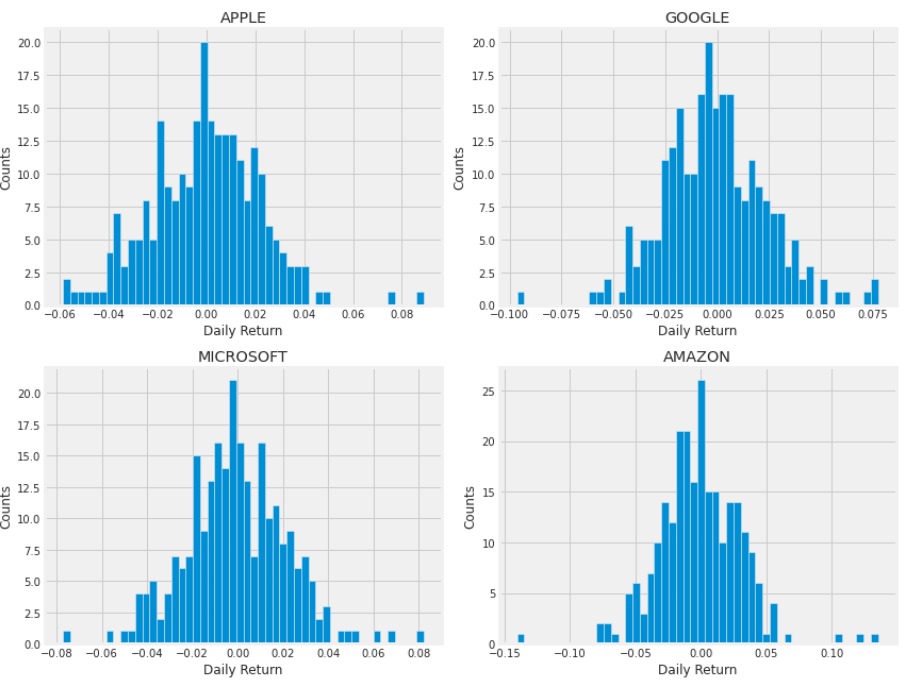 APPLE
20.0
17.5
15.0
12.5
10.0
7.5
5.0
2.5
0.0
Counts
−0.06 −0.04 −0.02 0.00 0.02 0.04 0.06 0.08
Daily Return
GOOGLE
20.0
17.5
15.0
12.5
10.0
7.5
5.0
2.5
0.0
Counts
−0.100 −0.075 −0.050 −0.025 0.000 0.025 0.050 0.075
Daily Return
MICROSOFT
20.0
17.5
15.0
12.5
10.0
7.5
5.0
2.5
0.0
Counts
−0.08 −0.06 −0.04 −0.02 0.00 0.02 0.04 0.06 0.08
Daily Return
AMAZON
25
20
15
10
5
0
Counts
−0.15 −0.10 −0.05 0.00 0.05 0.10
Daily Return